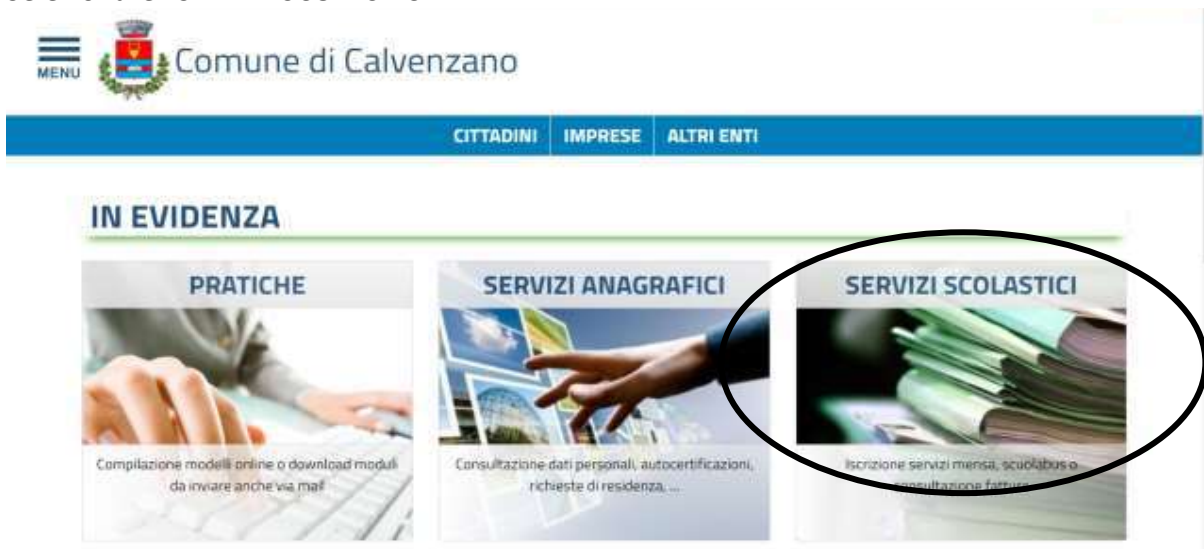 MENU
Comune di Calvenzano
CITTADINI IMPRESE ALTRI ENTI
IN EVIDENZA
PRATICHE
Compilazione modelli online o download moduli
da inviare anche via mail
SERVIZI ANAGRAFICI
Consultazione dati personali, autocertificazioni,
richieste di residenza, ...
SERVIZI SCOLASTICI
Iscrizione servizi mensa, scuolabus o
consultazione fatture